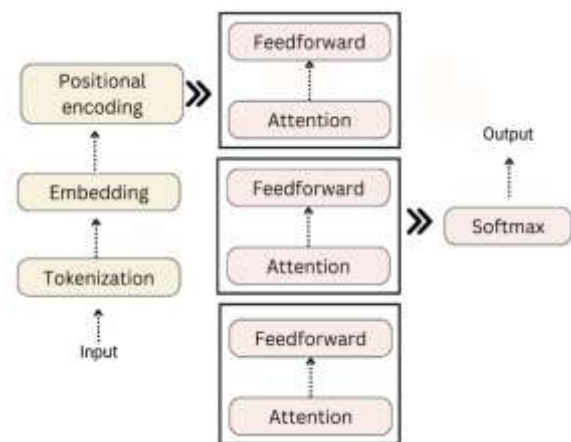 Positional
encoding
Embedding
Tokenization
Input
Feedforward
Attention
Feedforward
Attention
Feedforward
Attention
Output
Softmax